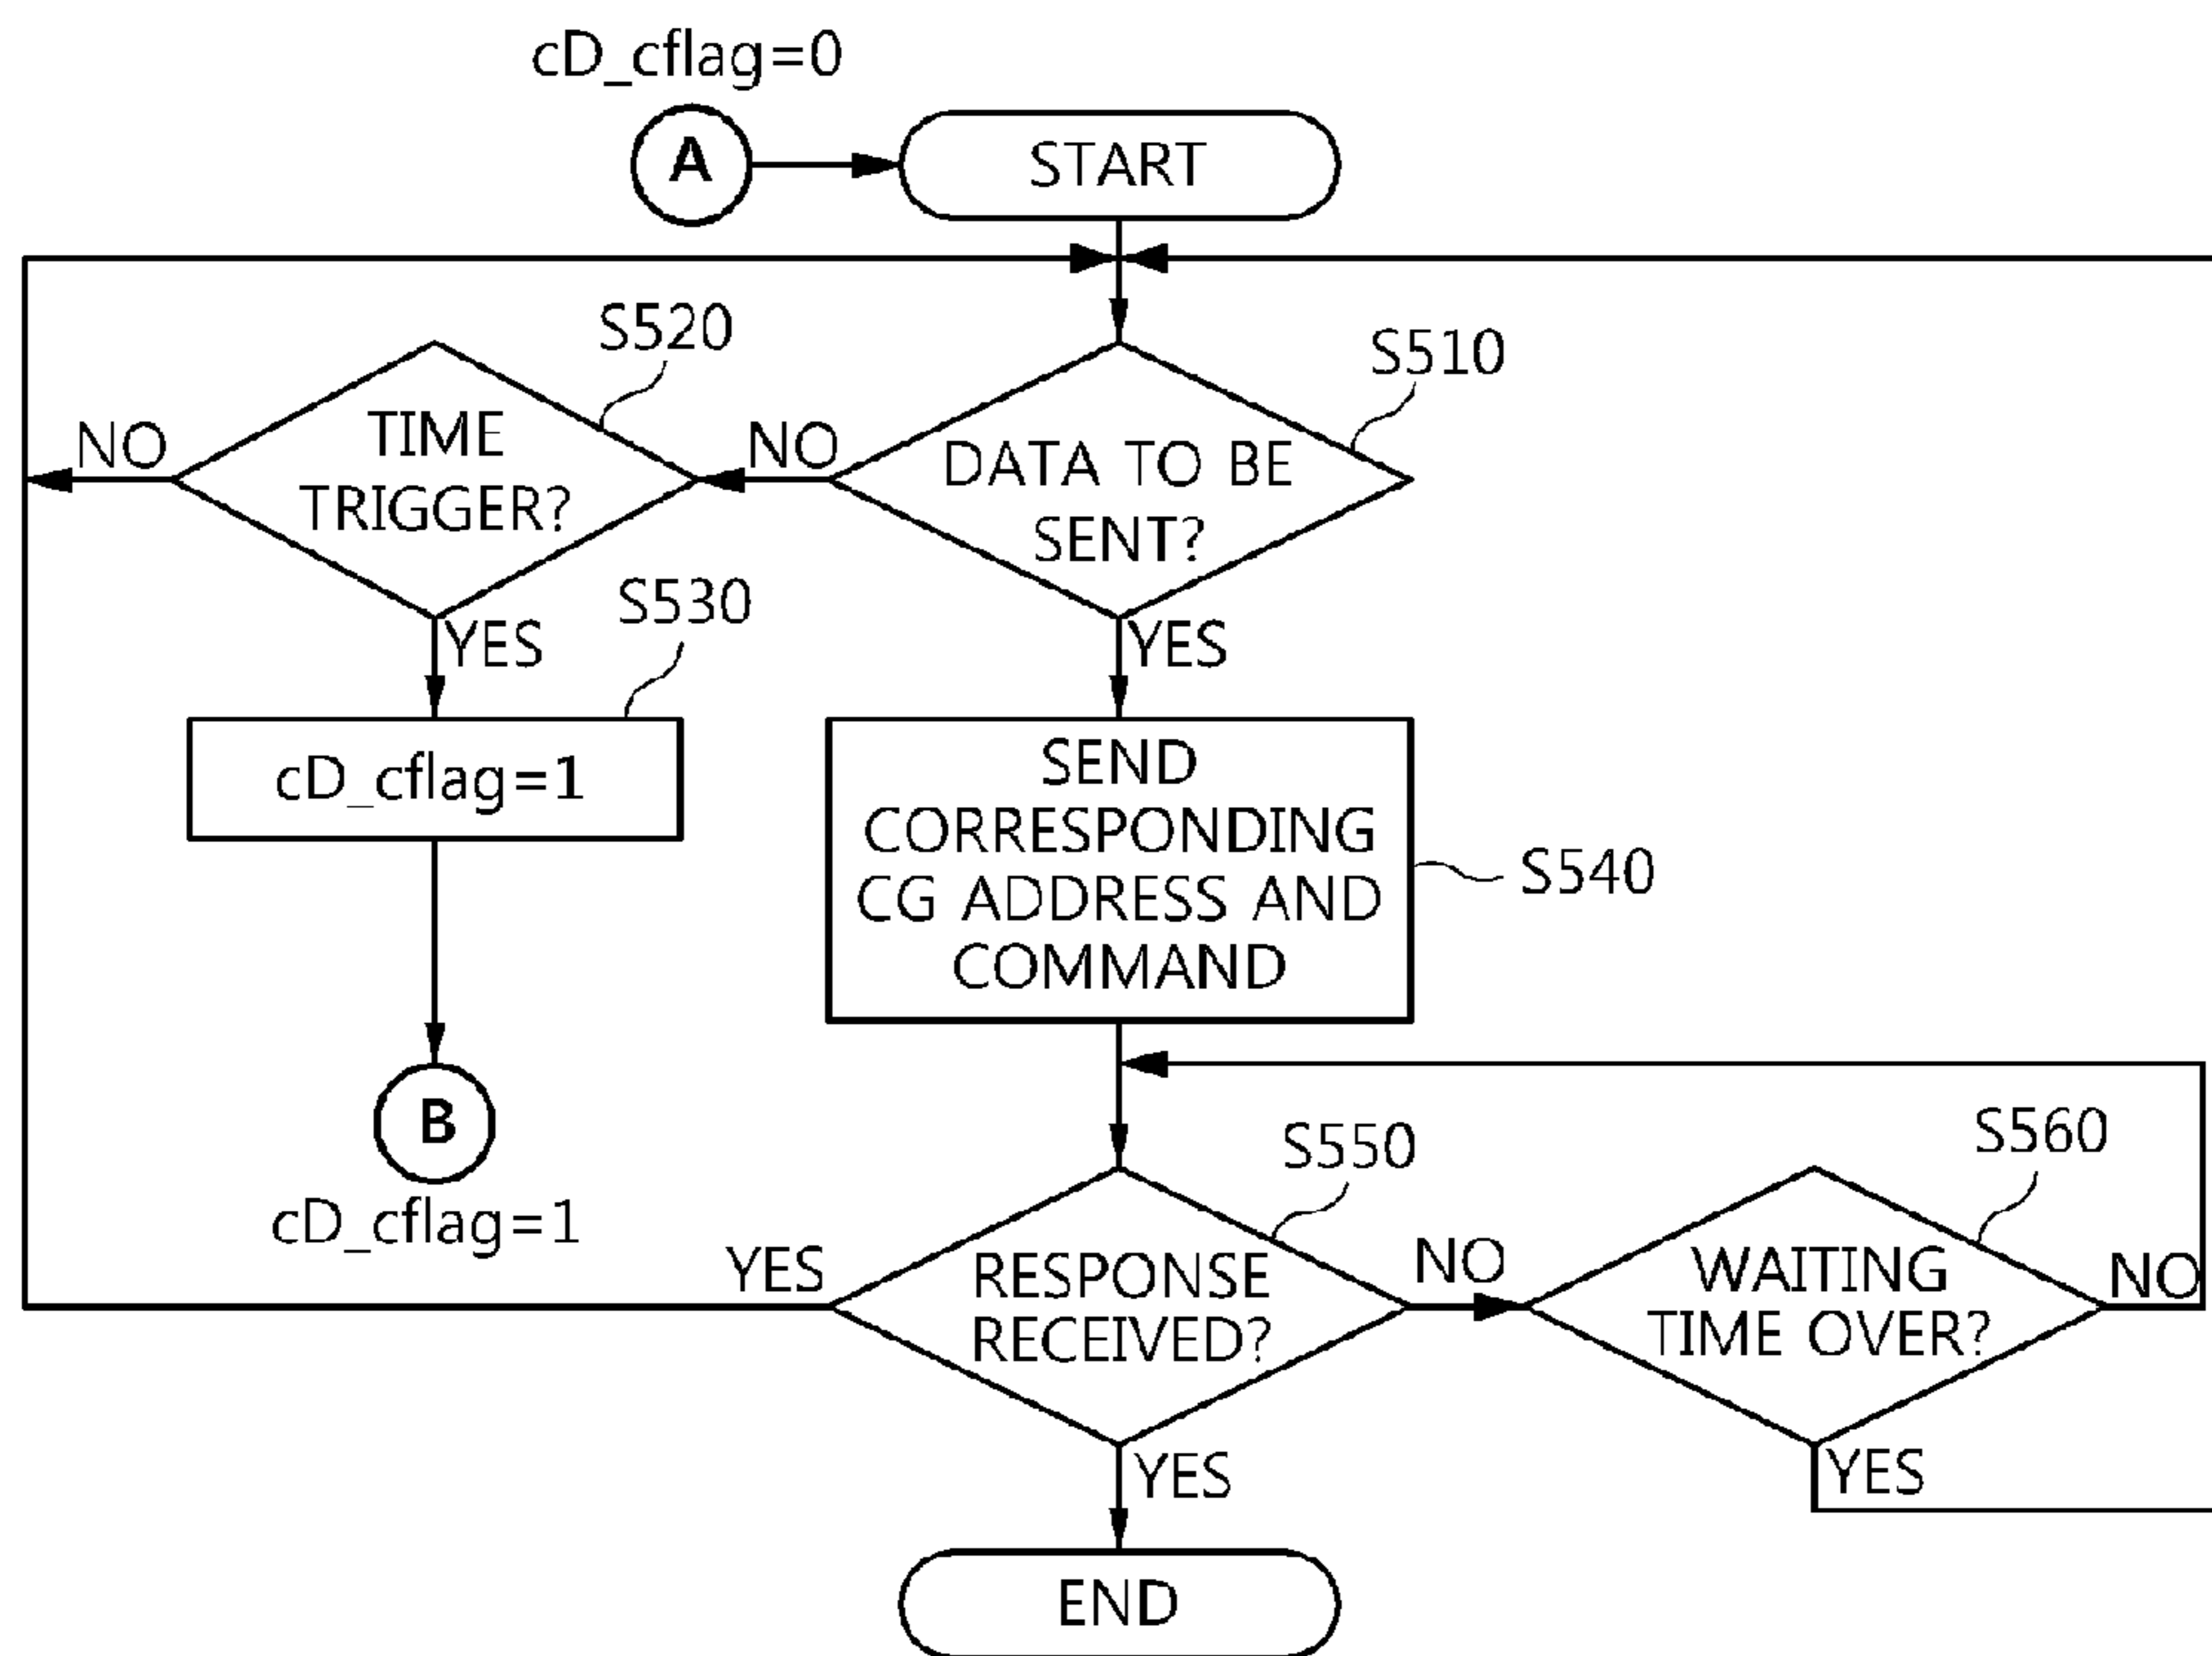 cD_cflag=0
A
START
S520
S510
NO
TIME
TRIGGER?
NO
DATA TO BE
SENT?
YES
S530
YES
cD_cflag=1
SEND
CORRESPONDING
CG ADDRESS AND
COMMAND
S540
B
cD_cflag=1
S550
S560
YES
RESPONSE
RECEIVED?
NO
WAITING
TIME OVER?
NO
YES
YES
END